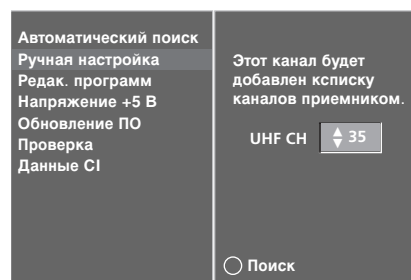 Автоматический поиск
Ручная настройка
Редак. программ
Напряжение +5 В
Обновление ПО
Проверка
Данные CI
Этот канал будет
добавлен ксписку
каналов приемником.
UHF CH 35
Поиск